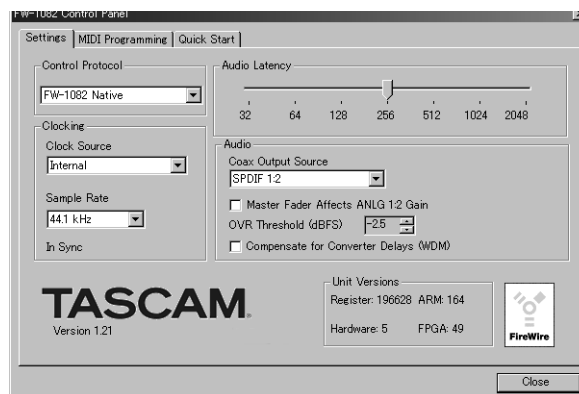 FW-1082 Control Panel
Settings
MIDI Programming
Quick Start
Control Protocol
FW-1082 Native
Clocking
Clock Source
Internal
Sample Rate
44.1 kHz
In Sync
Audio Latency
32 64 128 256 512 1024 2048
Audio
Coax Output Source
SPDIF 1:2
Master Fader Affects ANLG 1:2 Gain
OVR Threshold (dBFS) -2.5
Compensate for Converter Delays (WDM)
TASCAM.
Version 1.21
Unit Versions
Register: 196628 ARM: 164
Hardware: 5 FPGA: 49
FireWire
Close